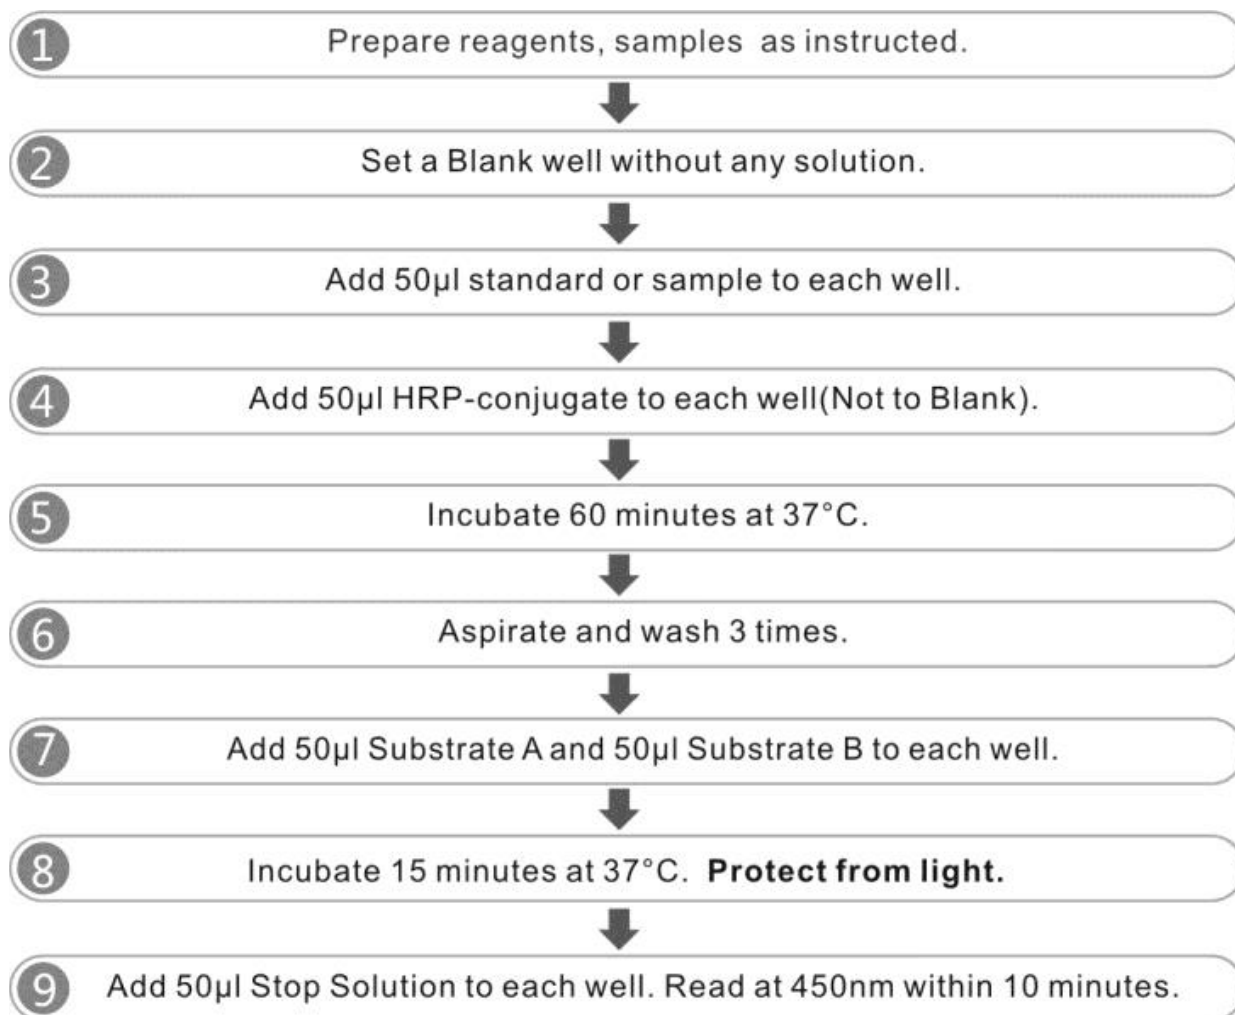 1 Prepare reagents, samples as instructed.
2 Set a Blank well without any solution.
3 Add 50µl standard or sample to each well.
4 Add 50µl HRP-conjugate to each well(Not to Blank).
5 Incubate 60 minutes at 37°C.
6 Aspirate and wash 3 times.
7 Add 50µl Substrate A and 50µl Substrate B to each well.
8 Incubate 15 minutes at 37°C. Protect from light.
9 Add 50µl Stop Solution to each well. Read at 450nm within 10 minutes.